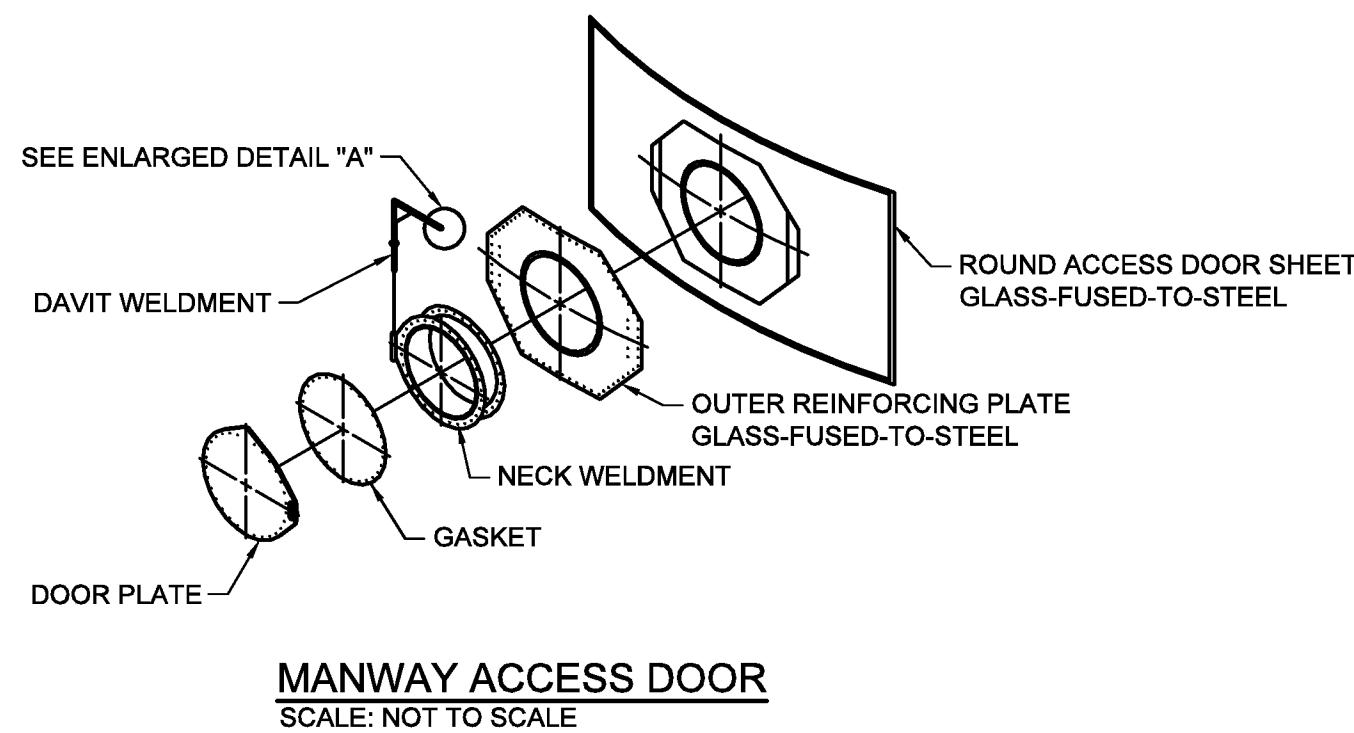 SEE ENLARGED DETAIL "A"
DAVIT WELDMENT
ROUND ACCESS DOOR SHEET
GLASS-FUSED-TO-STEEL
OUTER REINFORCING PLATE
GLASS-FUSED-TO-STEEL
NECK WELDMENT
GASKET
DOOR PLATE
MANWAY ACCESS DOOR
SCALE: NOT TO SCALE